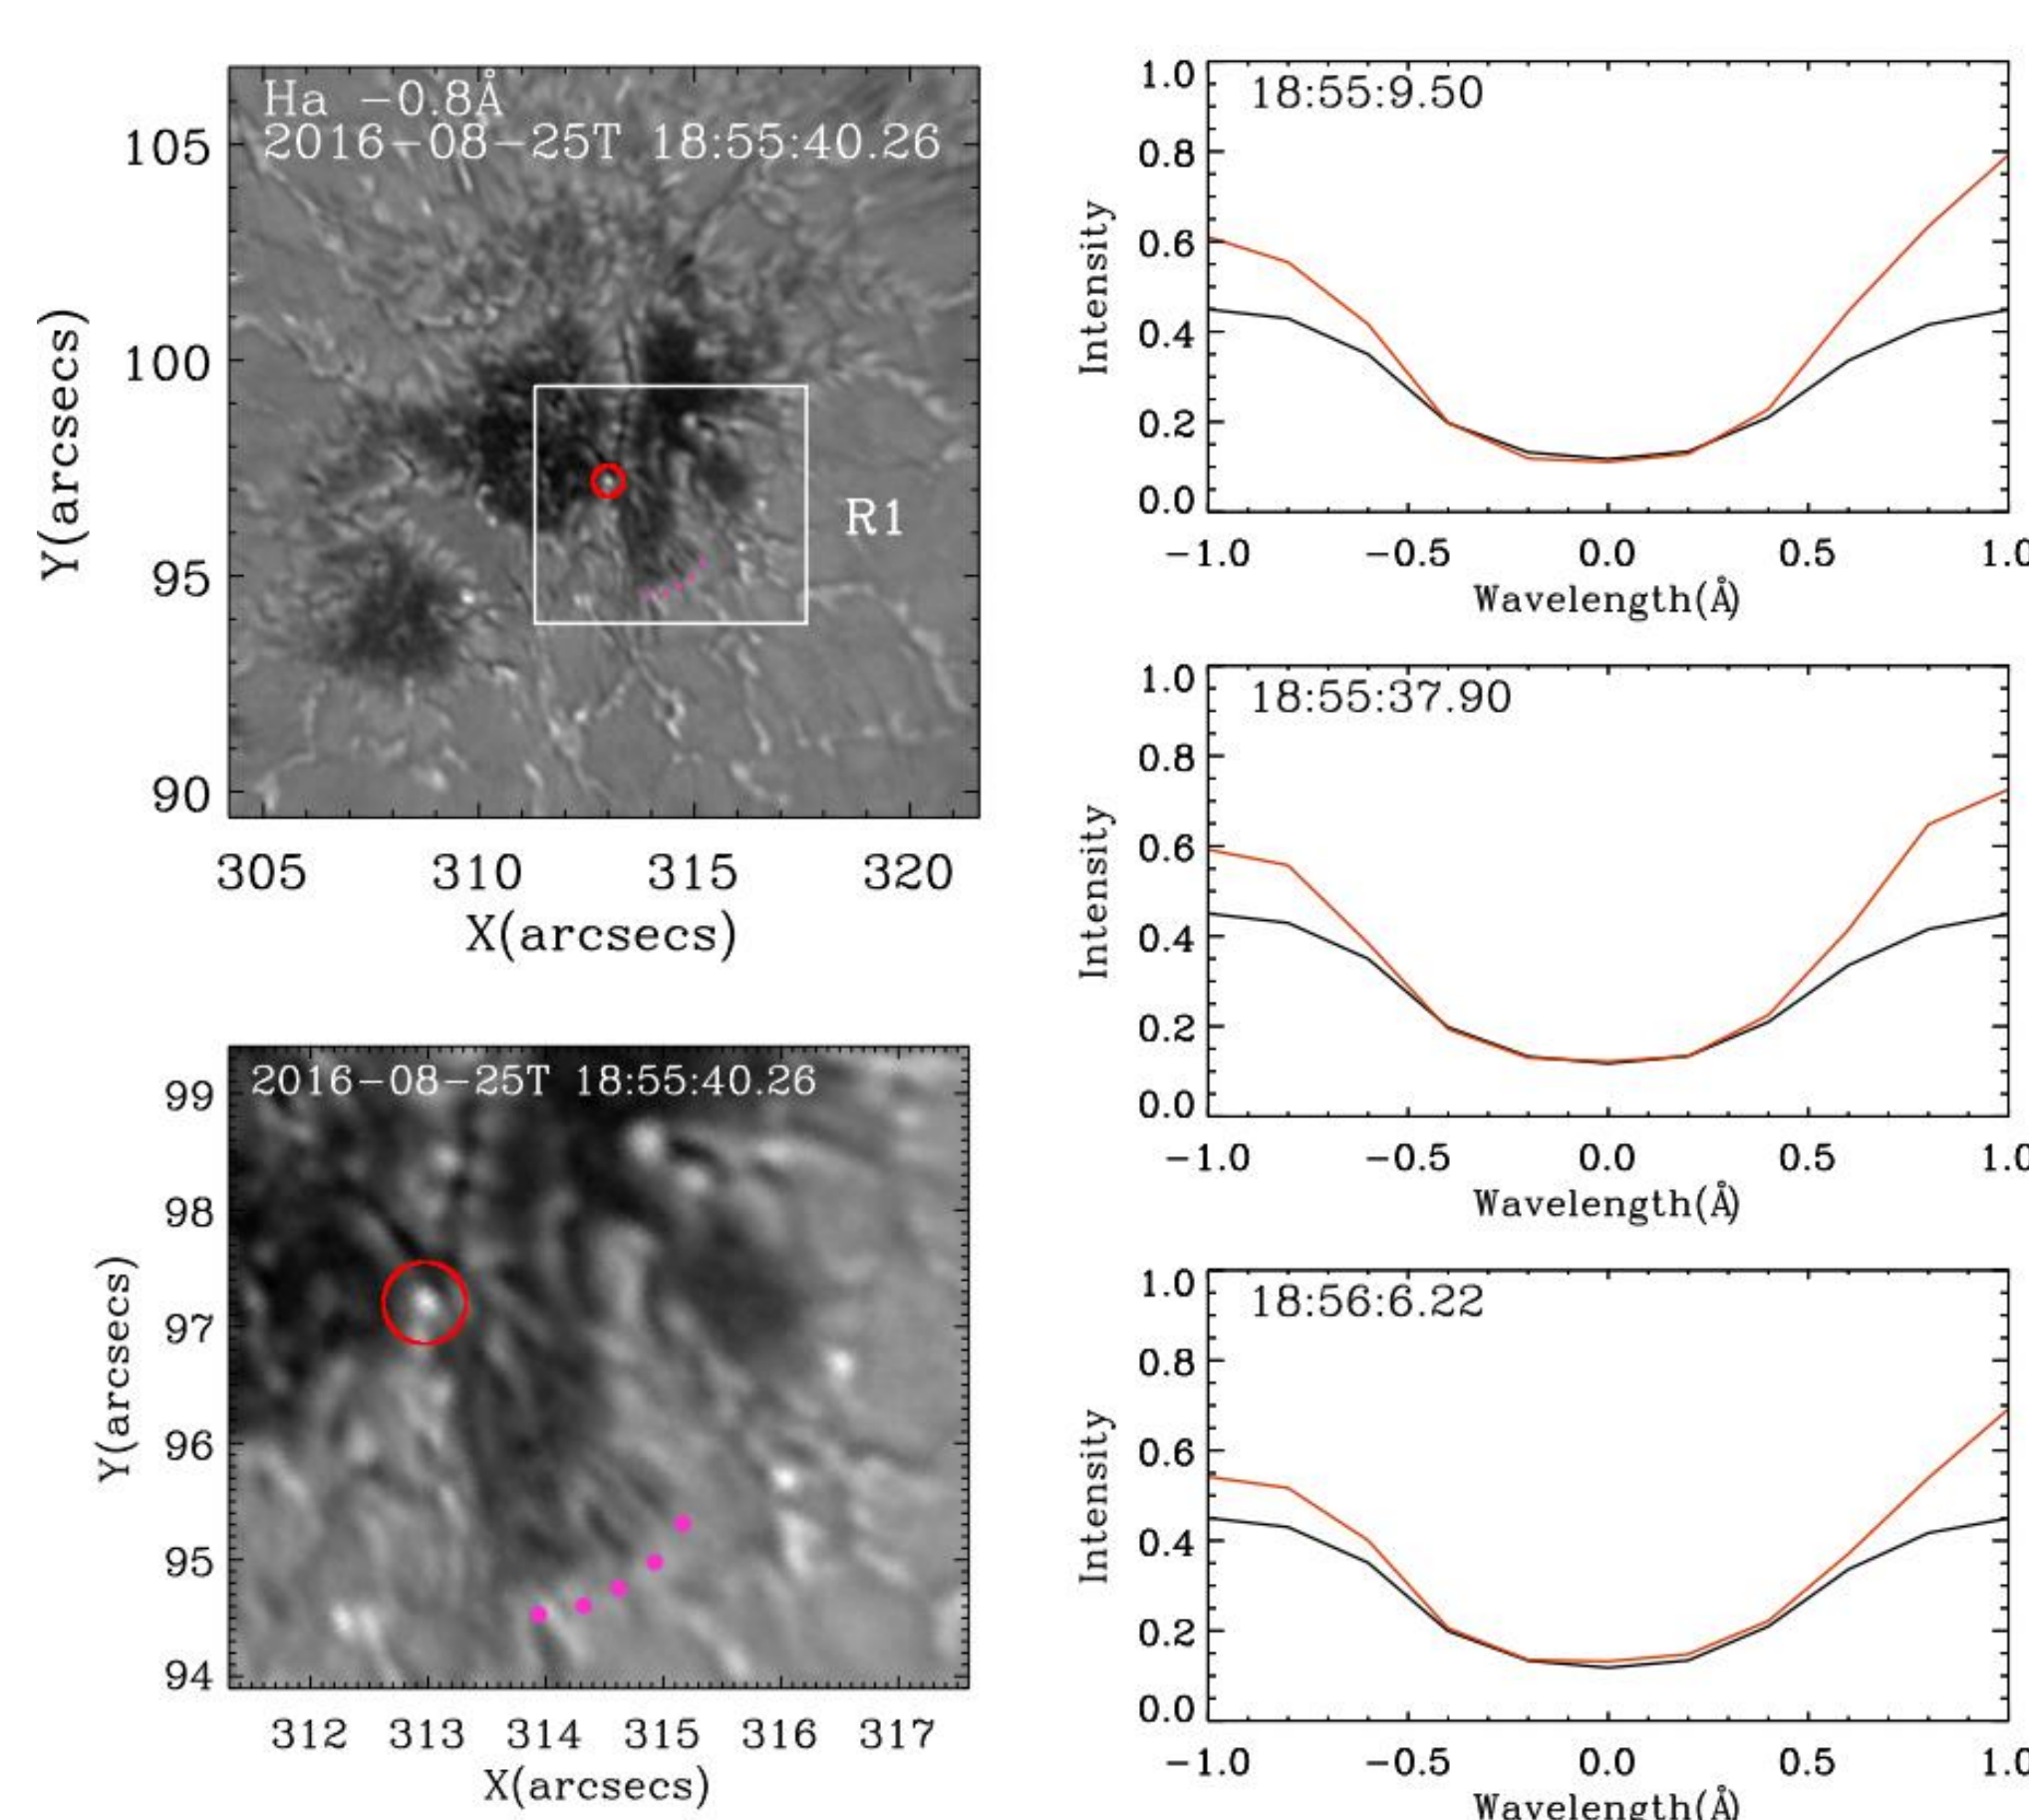 Ha −0.8Å
2016−08−25T 18:55:40.26
105
100
95
90
Y(arcsecs)
R1
305 310 315 320
X(arcsecs)
2016−08−25T 18:55:40.26
99
98
97
96
95
94
Y(arcsecs)
312 313 314 315 316 317
X(arcsecs)
18:55:9.50
1.0
0.8
0.6
0.4
0.2
0.0
Intensity
−1.0 −0.5 0.0 0.5 1.0
Wavelength(Å)
18:55:37.90
1.0
0.8
0.6
0.4
0.2
0.0
Intensity
−1.0 −0.5 0.0 0.5 1.0
Wavelength(Å)
18:56:6.22
1.0
0.8
0.6
0.4
0.2
0.0
Intensity
−1.0 −0.5 0.0 0.5 1.0
Wavelength(Å)